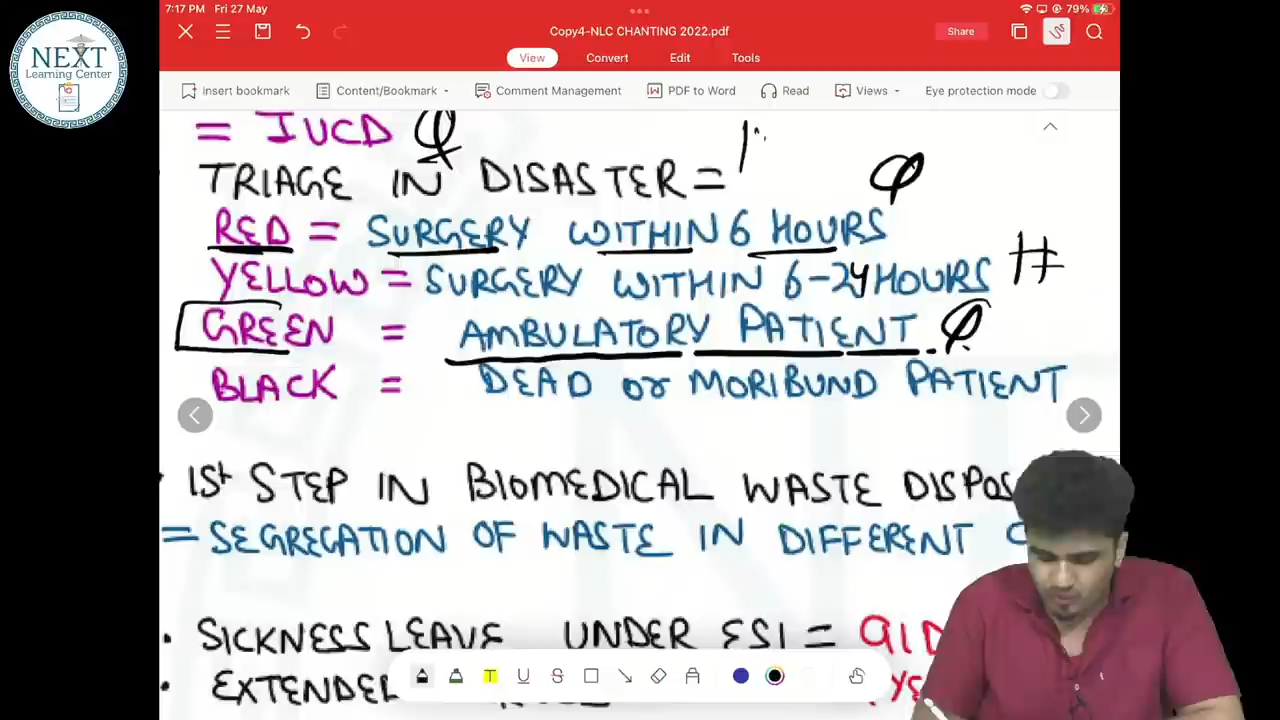 7:17 PM Fri 27 May
79%
NEXT
Learning Center
Copy4-NLC CHANTING 2022.pdf
Share
View
Convert
Edit
Tools
Insert bookmark
Content/Bookmark
Comment Management
PDF to Word
Read
Views
Eye protection mode
= IUCD
TRIAGE IN DISASTER =
RED = SURGERY WITHIN 6 HOURS
YELLOW = SURGERY WITHIN 6-24 HOURS
GREEN = AMBULATORY PATIENT.
BLACK = DEAD or MORIBUND PATIENT
• 1st STEP IN BIOMEDICAL WASTE DISPOS
= SEGREGATION OF WASTE IN DIFFERENT C
• SICKNESS LEAVE UNDER ESI = 91 D
• EXTENDED